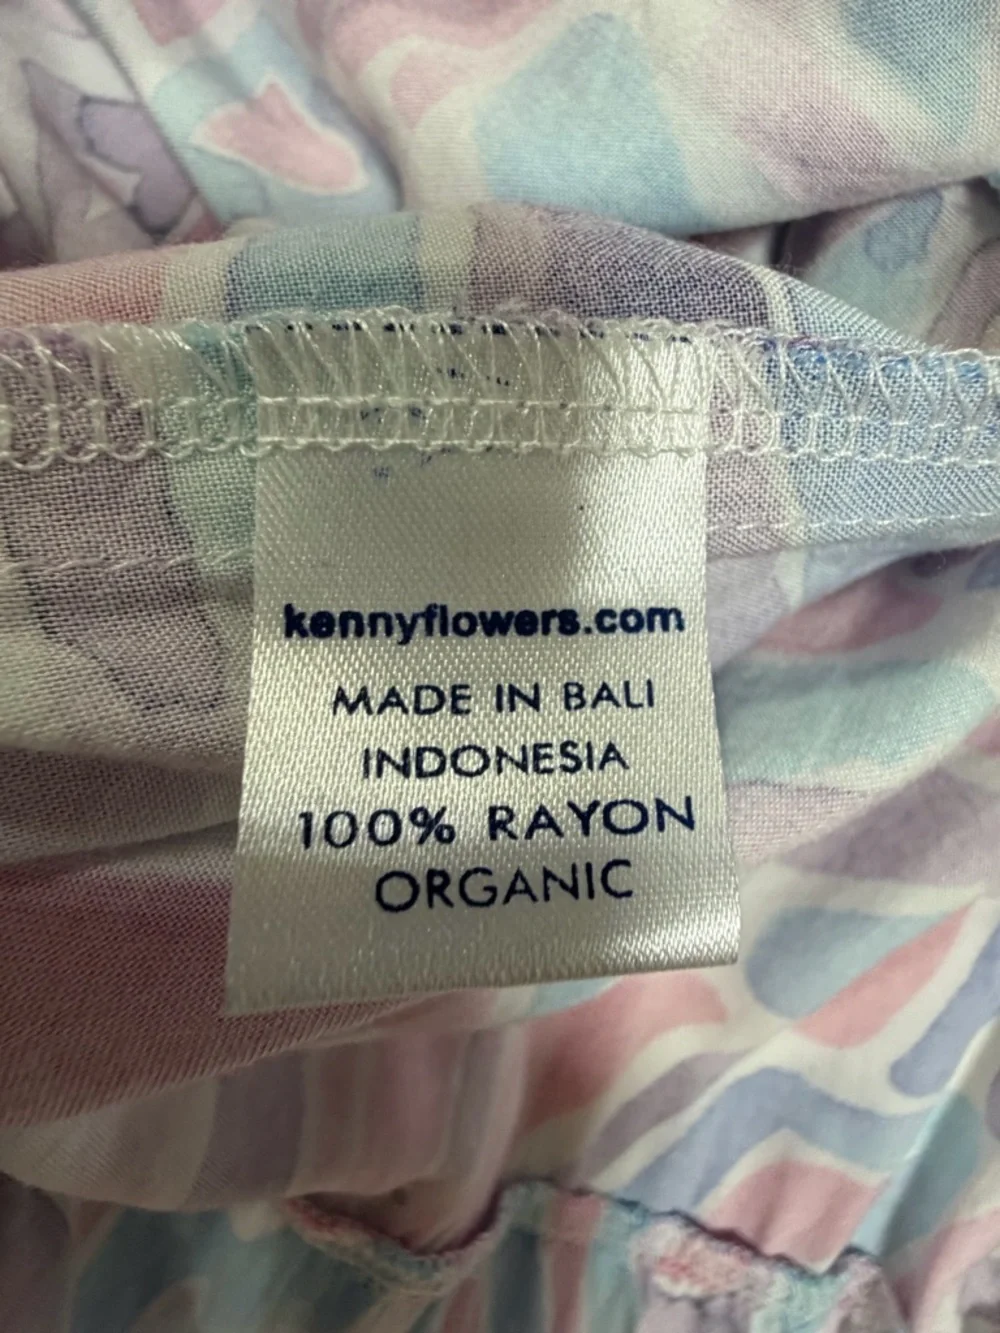 kennyflowers.com
MADE IN BALI
INDONESIA
100% RAYON
ORGANIC